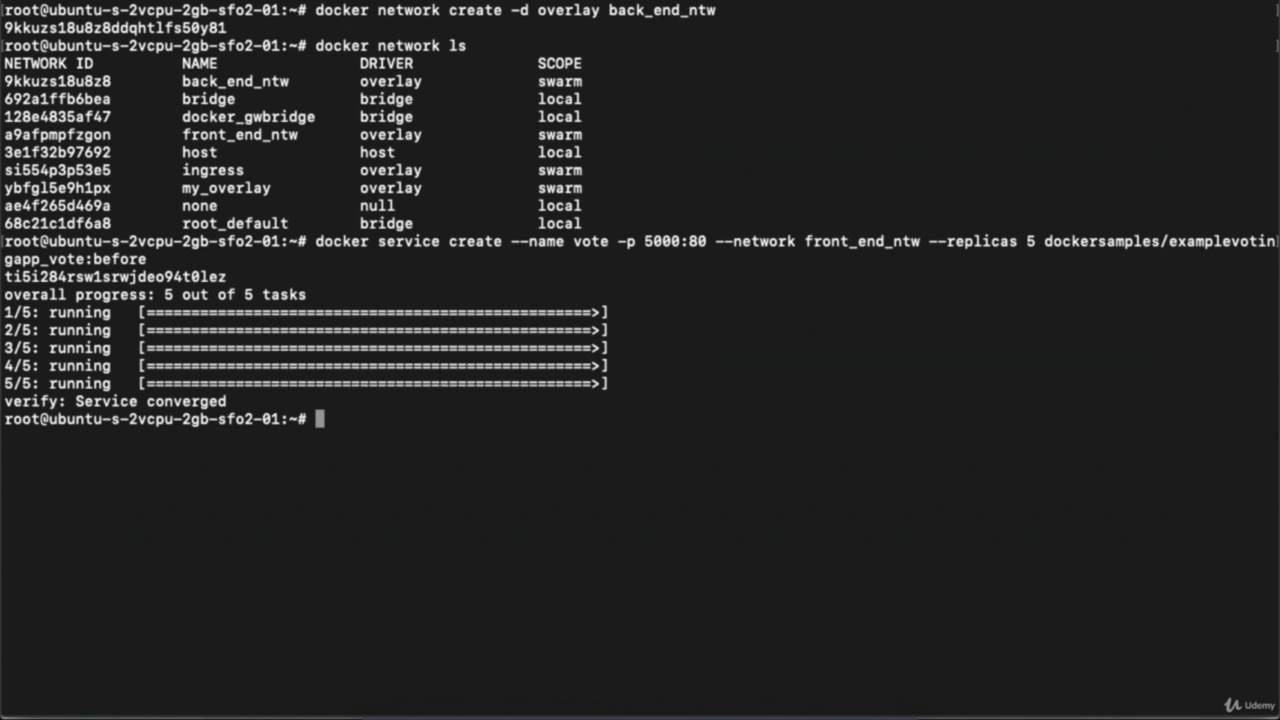 [root@ubuntu-s-2vcpu-2gb-sfo2-01:~# docker network create -d overlay back_end_ntw
9kkuzs18u8z8ddqhtlfs50y81
[root@ubuntu-s-2vcpu-2gb-sfo2-01:~# docker network ls
NETWORK ID NAME DRIVER SCOPE
9kkuzs18u8z8 back_end_ntw overlay swarm
692a1ffb6bea bridge bridge local
128e4835af47 docker_gwbridge bridge local
a9afpmpfzgon front_end_ntw overlay swarm
3e1f32b97692 host host local
si554p3p53e5 ingress overlay swarm
ybfgl5e9h1px my_overlay overlay swarm
ae4f265d469a none null local
68c21c1df6a8 root_default bridge local
[root@ubuntu-s-2vcpu-2gb-sfo2-01:~# docker service create --name vote -p 5000:80 --network front_end_ntw --replicas 5 dockersamples/examplevotin]
gapp_vote:before
ti5i284rsw1srwjdeo94t0lez
overall progress: 5 out of 5 tasks
1/5: running [==================================================>]
2/5: running [==================================================>]
3/5: running [==================================================>]
4/5: running [==================================================>]
5/5: running [==================================================>]
verify: Service converged
root@ubuntu-s-2vcpu-2gb-sfo2-01:~#
Udemy